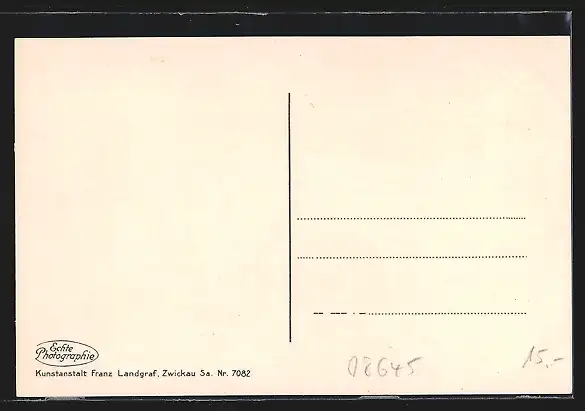 Echte
Photographie
Kunstanstalt Franz Landgraf, Zwickau Sa. Nr. 7082
08645
15,-